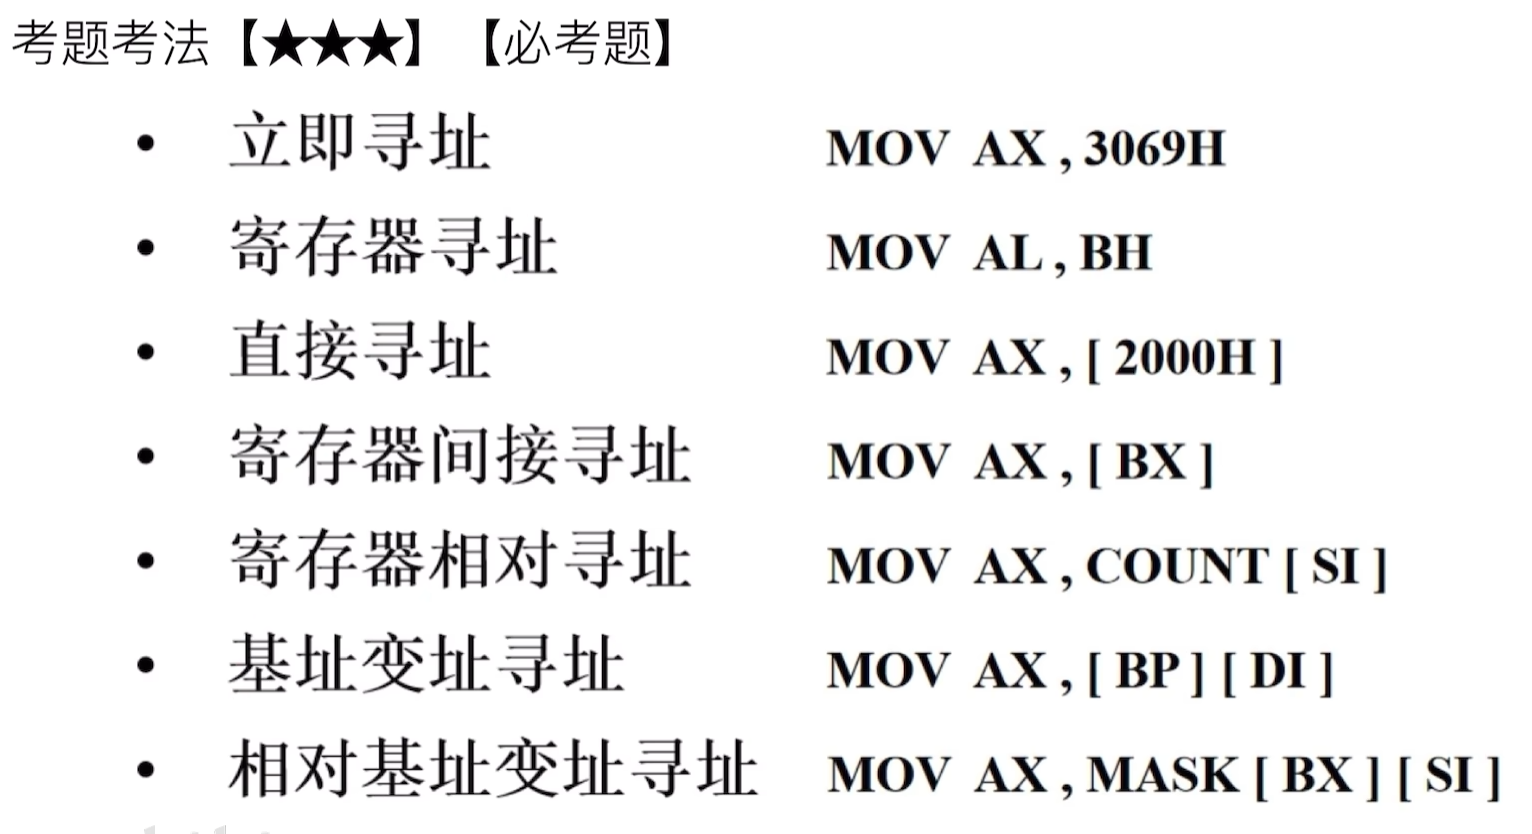 考题考法【★★★】 【必考题】
• 立即寻址 MOV AX , 3069H
• 寄存器寻址 MOV AL , BH
• 直接寻址 MOV AX , [ 2000H ]
• 寄存器间接寻址 MOV AX , [ BX ]
• 寄存器相对寻址 MOV AX , COUNT [ SI ]
• 基址变址寻址 MOV AX , [ BP ] [ DI ]
• 相对基址变址寻址 MOV AX , MASK [ BX ] [ SI ]